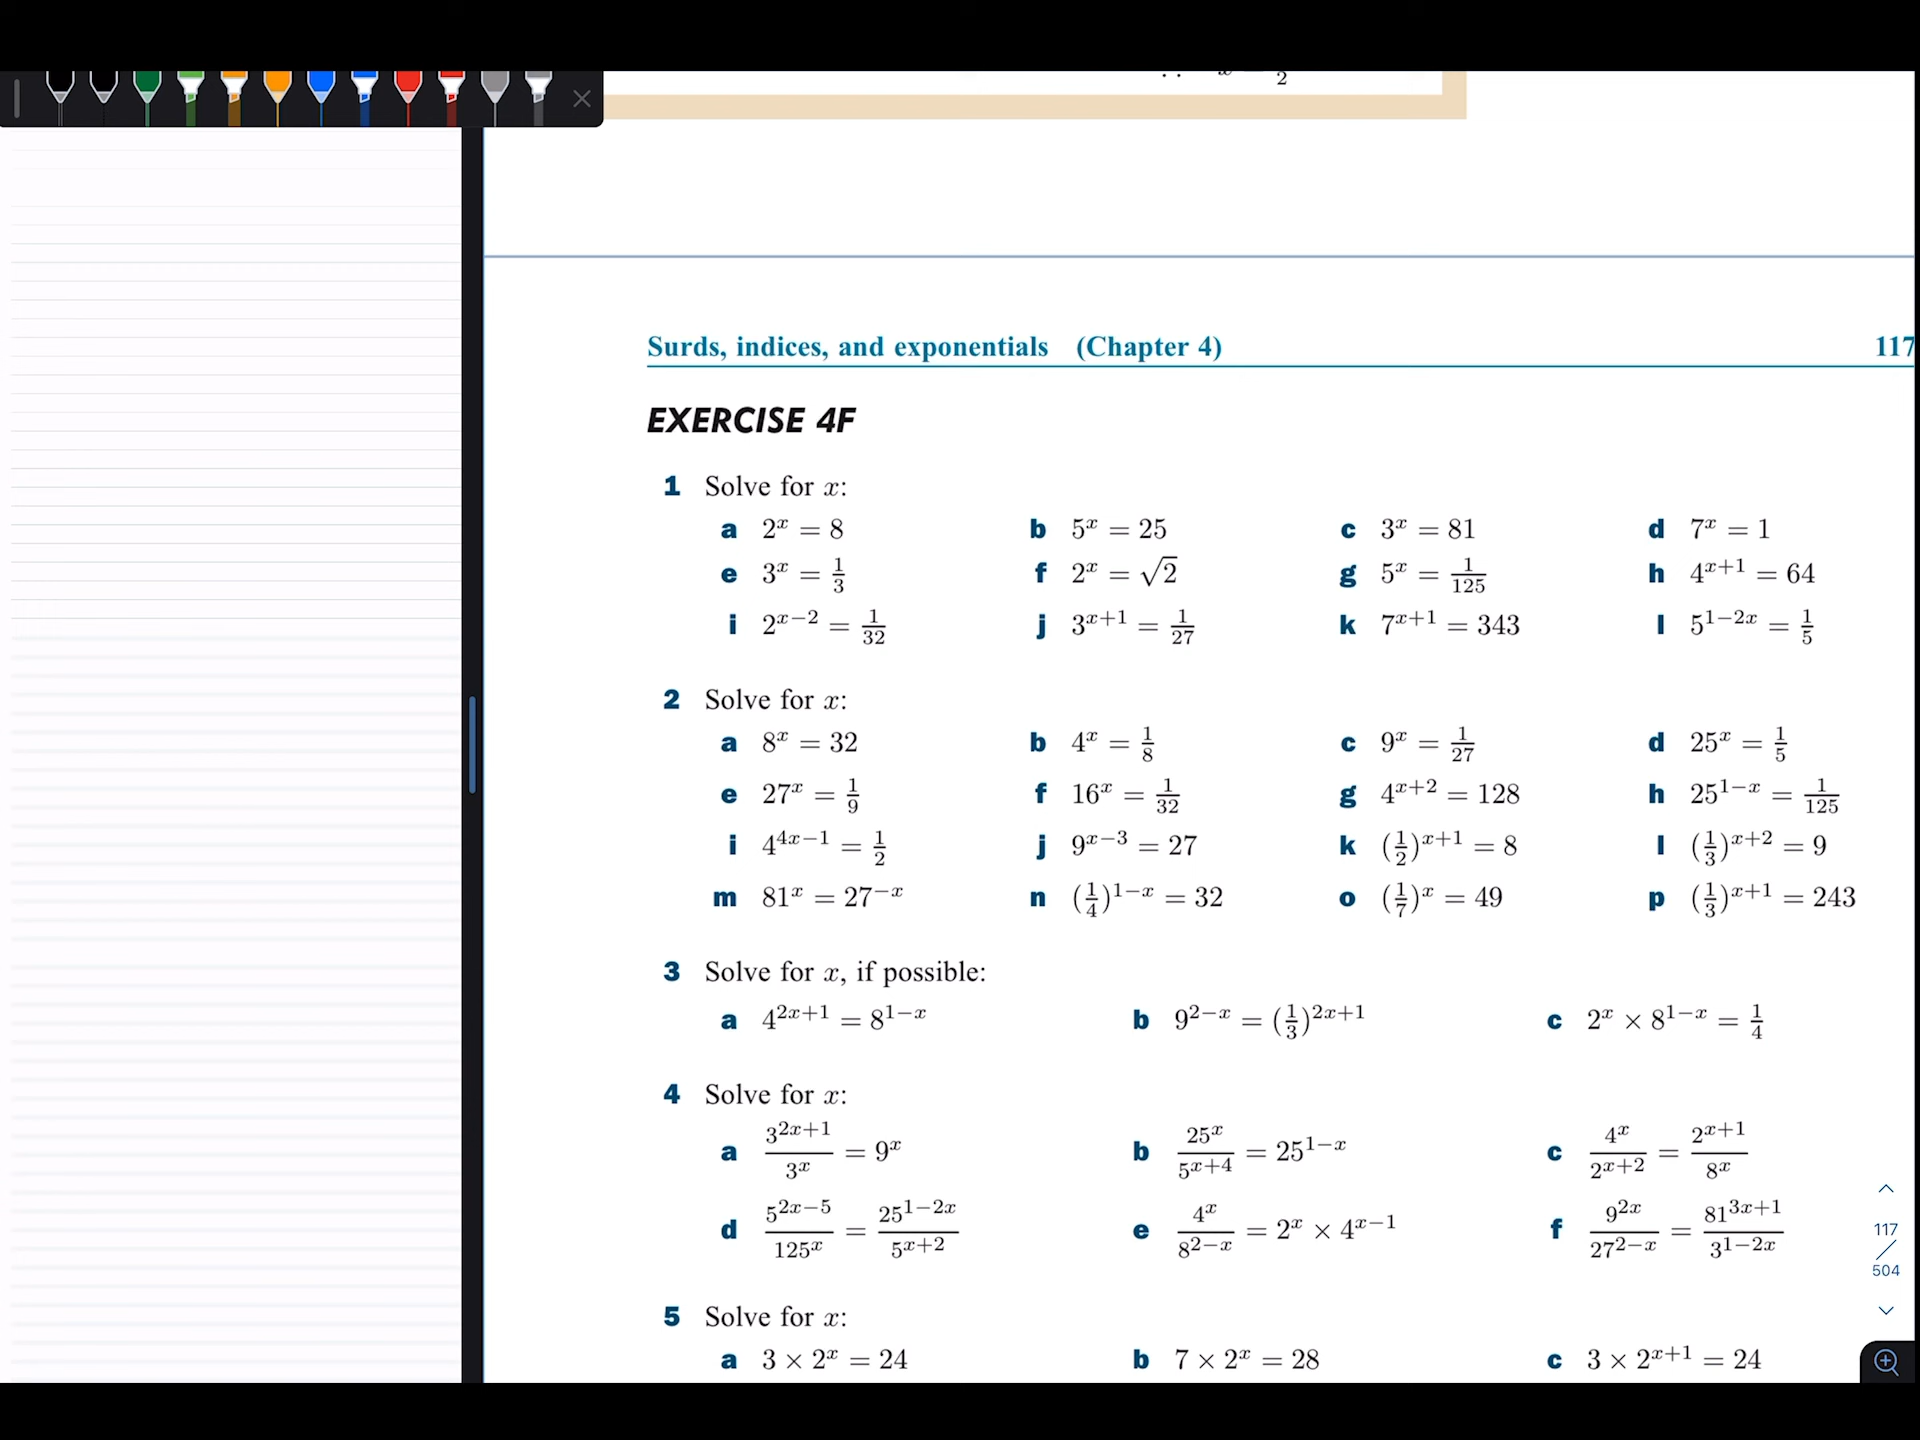 ∴ x = 1/2
Surds, indices, and exponentials (Chapter 4) 117
EXERCISE 4F
1 Solve for x:
a 2^x = 8 b 5^x = 25 c 3^x = 81 d 7^x = 1
e 3^x = 1/3 f 2^x = √2 g 5^x = 1/125 h 4^(x+1) = 64
i 2^(x−2) = 1/32 j 3^(x+1) = 1/27 k 7^(x+1) = 343 l 5^(1−2x) = 1/5
2 Solve for x:
a 8^x = 32 b 4^x = 1/8 c 9^x = 1/27 d 25^x = 1/5
e 27^x = 1/9 f 16^x = 1/32 g 4^(x+2) = 128 h 25^(1−x) = 1/125
i 4^(4x−1) = 1/2 j 9^(x−3) = 27 k (1/2)^(x+1) = 8 l (1/3)^(x+2) = 9
m 81^x = 27^(−x) n (1/4)^(1−x) = 32 o (1/7)^x = 49 p (1/3)^(x+1) = 243
3 Solve for x, if possible:
a 4^(2x+1) = 8^(1−x) b 9^(2−x) = (1/3)^(2x+1) c 2^x × 8^(1−x) = 1/4
4 Solve for x:
a 3^(2x+1)/3^x = 9^x b 25^x/5^(x+4) = 25^(1−x) c 4^x/2^(x+2) = 2^(x+1)/8^x
d 5^(2x−5)/125^x = 25^(1−2x)/5^(x+2) e 4^x/8^(2−x) = 2^x × 4^(x−1) f 9^(2x)/27^(2−x) = 81^(3x+1)/3^(1−2x)
117
504
5 Solve for x:
a 3 × 2^x = 24 b 7 × 2^x = 28 c 3 × 2^(x+1) = 24